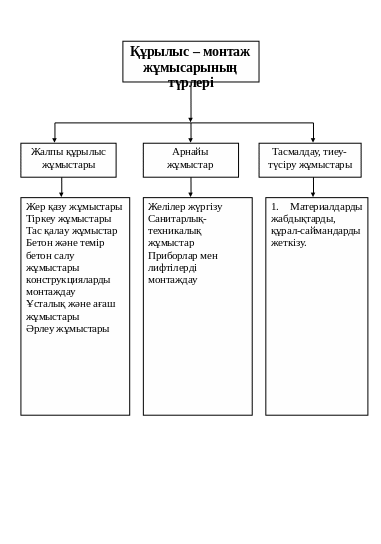 Құрылыс – монтаж
жұмысарының
түрлері
Жалпы құрылыс
жұмыстары
Арнайы
жұмыстар
Тасмалдау, тиеу-
түсіру жұмыстары
Жер қазу жұмыстары
Тіркеу жұмыстары
Тас қалау жұмыстар
Бетон және темір
бетон салу
жұмыстары
конструкцияларды
монтаждау
Ұсталық және ағаш
жұмыстары
Әрлеу жұмыстары
Желілер жүргізу
Санитарлық-
техникалық
жұмыстар
Приборлар мен
лифтілерді
монтаждау
1. Материалдарды
жабдықтарды,
құрал-саймандарды
жеткізу.